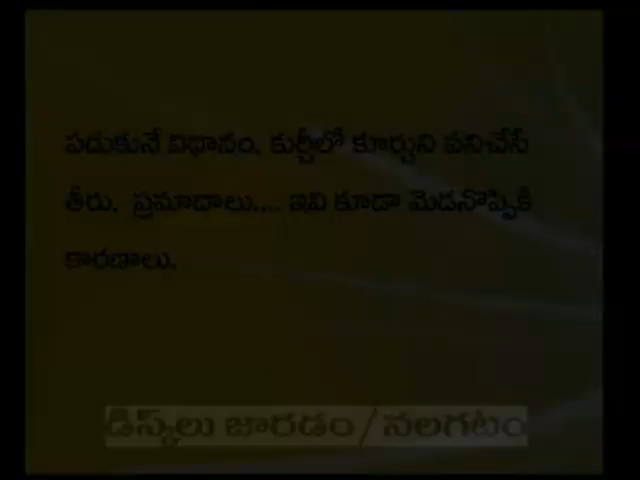 పడుకునే విధానం, కుర్చీలో కూర్చుని పనిచేసే
తీరు, ప్రమాదాలు.... ఇవి కూడా మెడనొప్పికి
కారణాలు.
డిస్క్‌లు జారడం/నలగటం